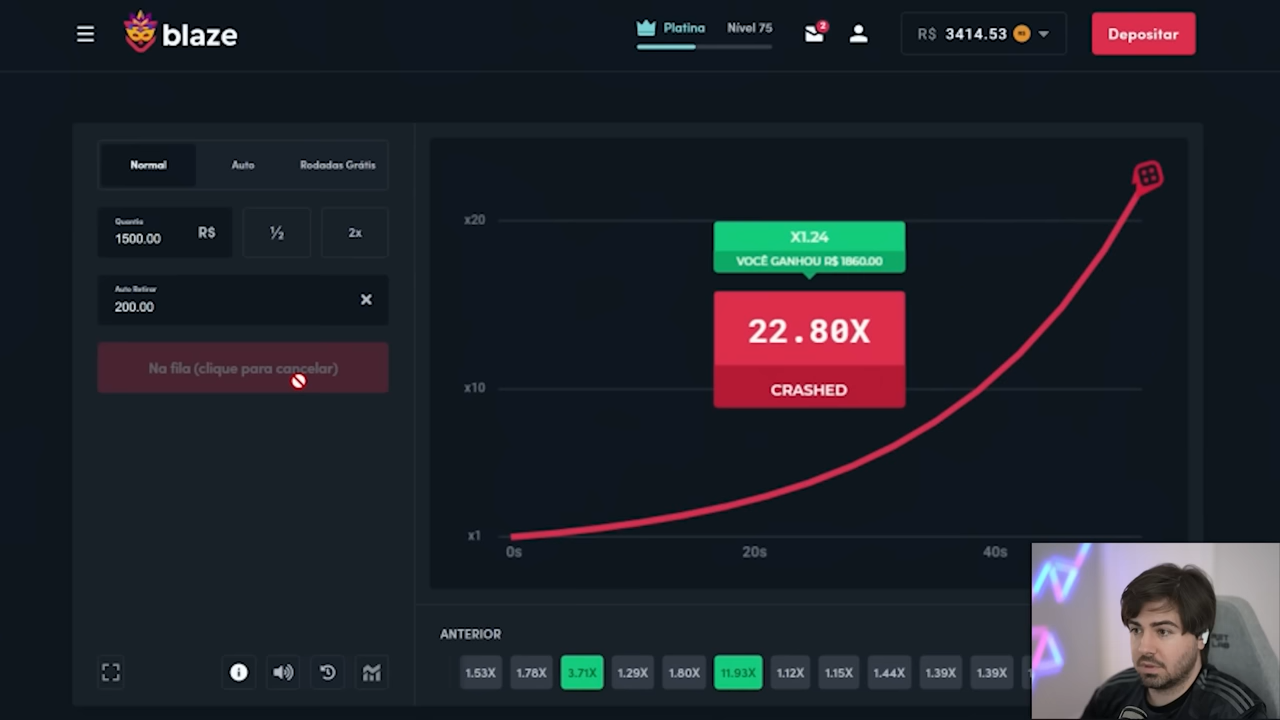 blaze
Platina
Nível 75
2
R$ 3414.53
Depositar
Normal
Auto
Rodadas Grátis
Quantia
1500.00
R$
½
2x
Auto Retirar
200.00
Na fila (clique para cancelar)
x20
x10
x1
0s
20s
40s
X1.24
VOCÊ GANHOU R$ 1860.00
22.80X
CRASHED
ANTERIOR
1.53X
1.78X
3.71X
1.29X
1.80X
11.93X
1.12X
1.15X
1.44X
1.39X
1.39X